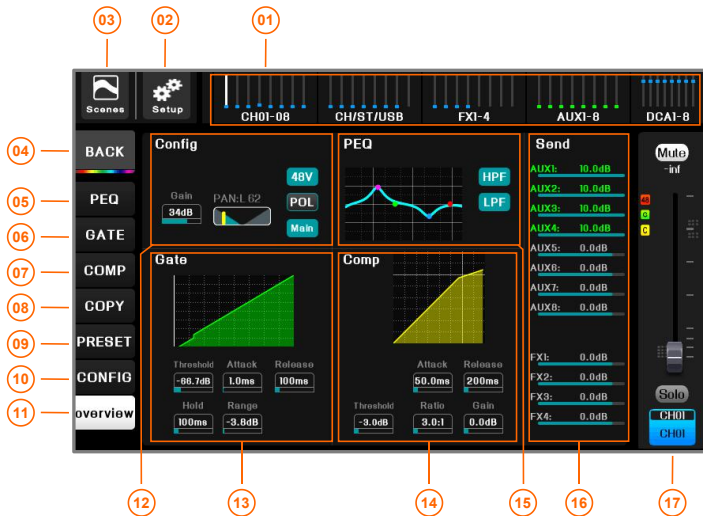 03 02 01
Scenes Setup CH01-08 CH/ST/USB FX1-4 AUX1-8 DCA1-8
04 BACK
05 PEQ
06 GATE
07 COMP
08 COPY
09 PRESET
10 CONFIG
11 overview
Config
48V
Gain PAN:L 62 POL
34dB
Main
PEQ
HPF
LPF
Gate
Threshold Attack Release
-66.7dB 1.0ms 100ms
Hold Range
100ms -3.8dB
Comp
Attack Release
50.0ms 200ms
Threshold Ratio Gain
-3.0dB 3.0:1 0.0dB
Send
AUX1: 10.0dB
AUX2: 10.0dB
AUX3: 10.0dB
AUX4: 10.0dB
AUX5: 0.0dB
AUX6: 0.0dB
AUX7: 0.0dB
AUX8: 0.0dB
FX1: 0.0dB
FX2: 0.0dB
FX3: 0.0dB
FX4: 0.0dB
Mute
-inf
48
G
C
Solo
CH01
CH01
12 13 14 15 16 17